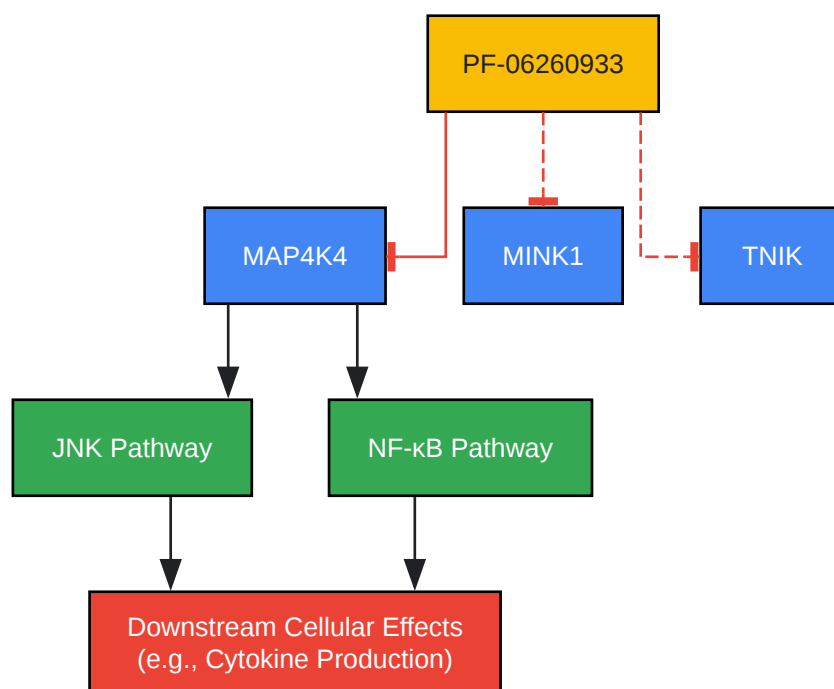 PF-06260933
MAP4K4
MINK1
TNIK
JNK Pathway
NF-κB Pathway
Downstream Cellular Effects
(e.g., Cytokine Production)